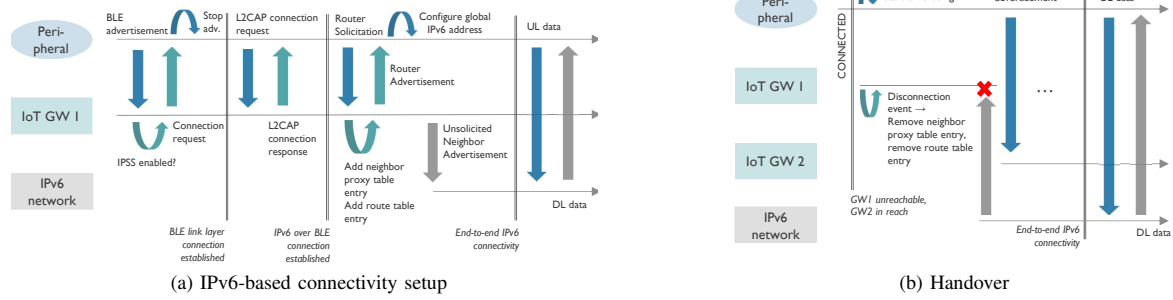 BLE
advertisement
Stop
adv.
L2CAP connection
request
Router
Solicitation
Configure global
IPv6 address
UL data
Peri-
pheral
Router
Advertisement
IoT GW 1
Connection
request
IPSS enabled?
L2CAP
connection
response
Unsolicited
Neighbor
Advertisement
Add neighbor
proxy table
entry
Add route table
entry
IPv6
network
DL data
BLE link layer
connection
established
IPv6 over BLE
connection
established
End-to-end IPv6
connectivity
(a) IPv6-based connectivity setup
pheral
CONNECTED
IoT GW 1
Disconnection
event →
Remove neighbor
proxy table entry,
remove route table
entry
...
IoT GW 2
GW1 unreachable,
GW2 in reach
IPv6
network
End-to-end IPv6
connectivity
DL data
(b) Handover